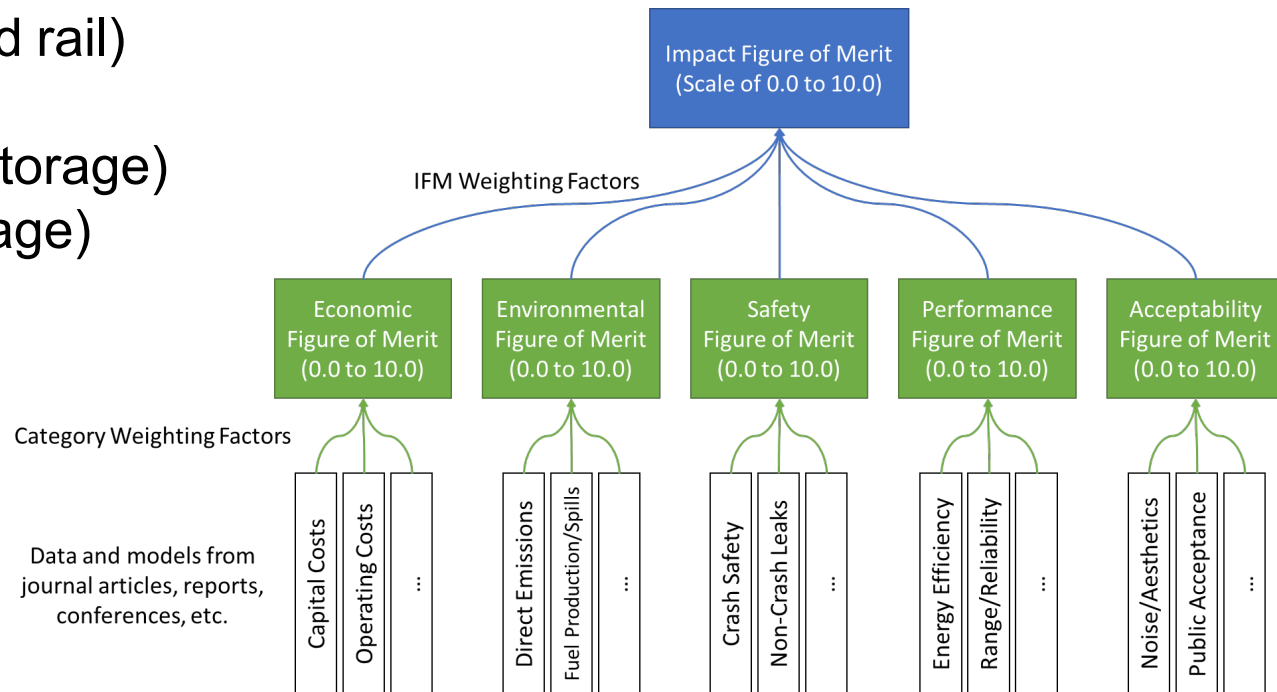 d rail)
torage)
age)
Impact Figure of Merit
(Scale of 0.0 to 10.0)
IFM Weighting Factors
Economic
Figure of Merit
(0.0 to 10.0)
Environmental
Figure of Merit
(0.0 to 10.0)
Safety
Figure of Merit
(0.0 to 10.0)
Performance
Figure of Merit
(0.0 to 10.0)
Acceptability
Figure of Merit
(0.0 to 10.0)
Category Weighting Factors
Data and models from
journal articles, reports,
conferences, etc.
Capital Costs
Operating Costs
...
Direct Emissions
Fuel Production/Spills
...
Crash Safety
Non-Crash Leaks
...
Energy Efficiency
Range/Reliability
...
Noise/Aesthetics
Public Acceptance
...